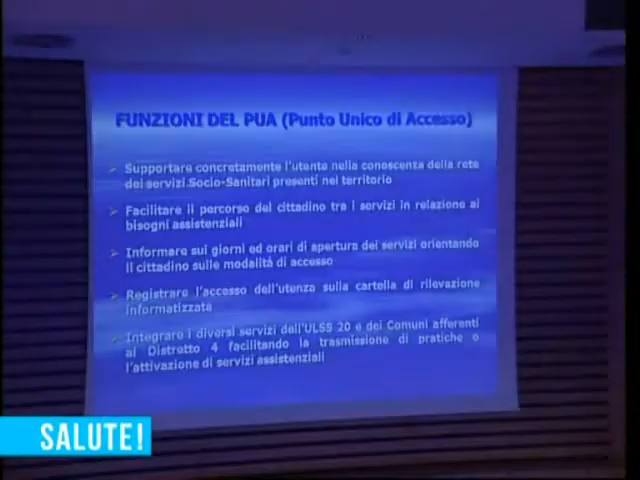 FUNZIONI DEL PUA (Punto Unico di Accesso)
Supportare concretamente l'utente nella conoscenza della rete
dei servizi Socio-Sanitari presenti nel territorio
Facilitare il percorso del cittadino tra i servizi in relazione ai
bisogni assistenziali
Informare sui giorni ed orari di apertura dei servizi orientando
il cittadino sulle modalità di accesso
Registrare l'accesso dell'utenza sulla cartella di rilevazione
informatizzata
Integrare i diversi servizi dell'ULSS 20 e dei Comuni afferenti
al Distretto 4 facilitando la trasmissione di pratiche o
l'attivazione di servizi assistenziali
SALUTE!